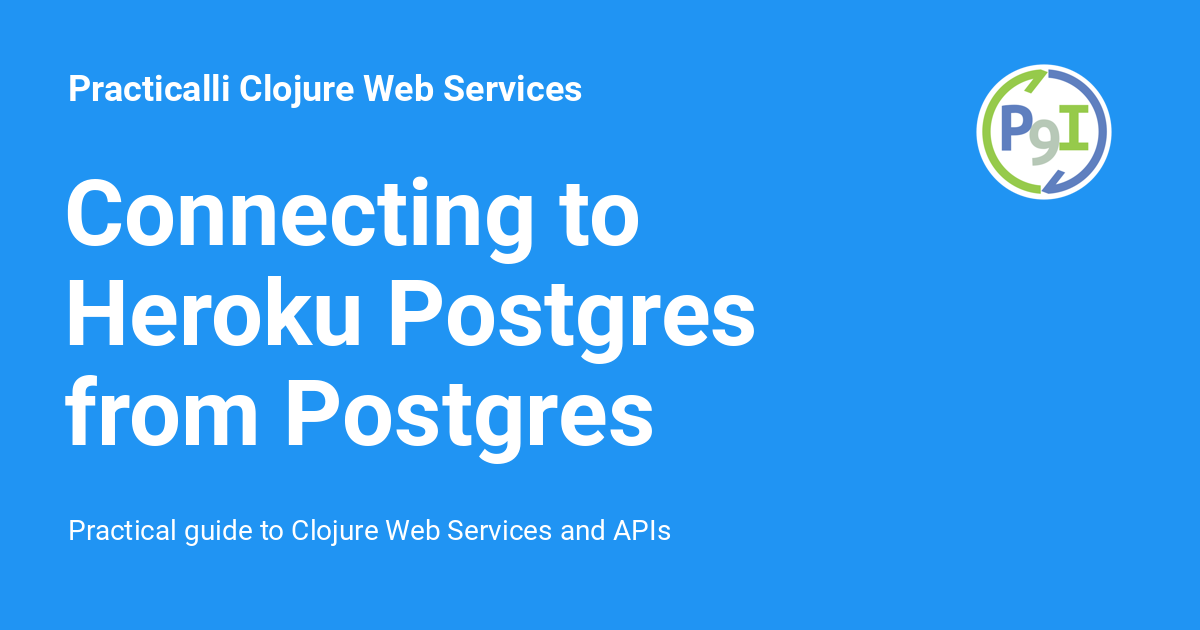 Practicalli Clojure Web Services
P9I
Connecting to
Heroku Postgres
from Postgres
Practical guide to Clojure Web Services and APIs